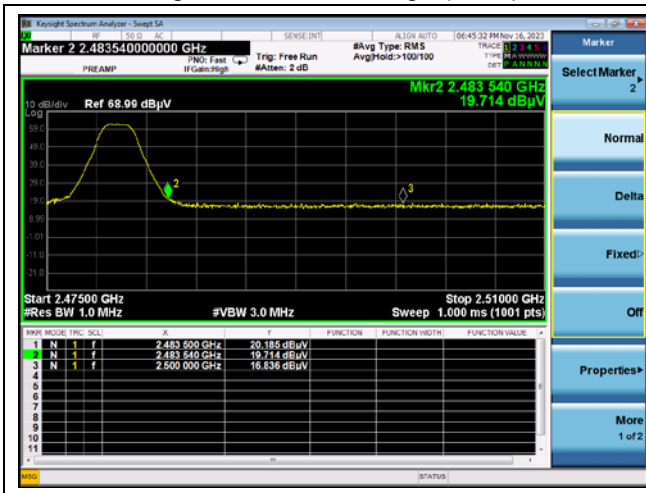 Keysight Spectrum Analyzer - Swept SA
RF 50 Ω AC SENSE:INT ALIGN AUTO 06:45:32 PM Nov 16, 2023
Marker 2 2.483540000000 GHz
PREAMP
PNO: Fast
IFGain:High
Trig: Free Run
#Atten: 2 dB
#Avg Type: RMS
Avg|Hold:>100/100
TRACE 1 2 3 4 5 6
TYPE M A WWWW
DET P A N N N N
Mkr2 2.483 540 GHz
19.714 dBµV
10 dB/div Ref 68.99 dBµV
Log
59.0
49.0
39.0
29.0
19.0
8.99
-1.01
-11.0
-21.0
2
3
Start 2.47500 GHz Stop 2.51000 GHz
#Res BW 1.0 MHz #VBW 3.0 MHz Sweep 1.000 ms (1001 pts)
MKR MODE TRC SCL X Y FUNCTION FUNCTION WIDTH FUNCTION VALUE
1 N 1 f 2.483 500 GHz 20.185 dBµV
2 N 1 f 2.483 540 GHz 19.714 dBµV
3 N 1 f 2.500 000 GHz 16.836 dBµV
4
5
6
7
8
9
10
11
MSG STATUS
Marker
Select Marker
2
Normal
Delta
Fixed
Off
Properties
More
1 of 2